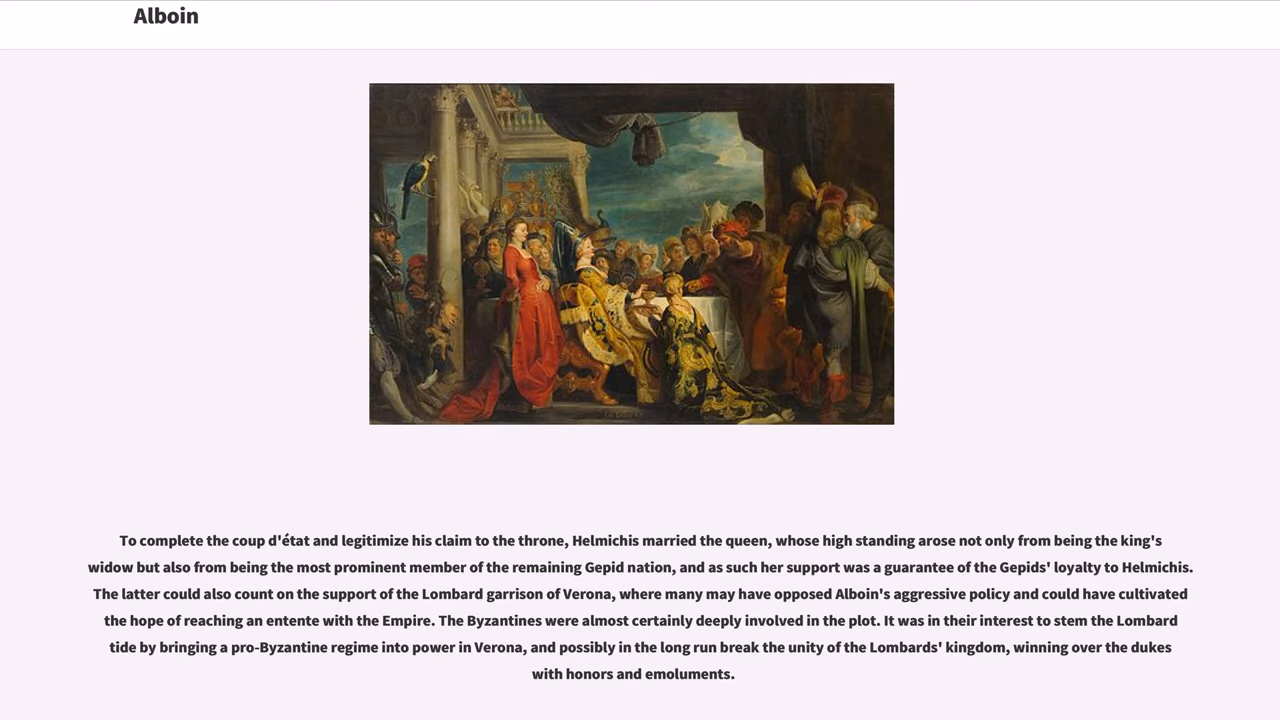 Alboin
To complete the coup d'état and legitimize his claim to the throne, Helmichis married the queen, whose high standing arose not only from being the king's
widow but also from being the most prominent member of the remaining Gepid nation, and as such her support was a guarantee of the Gepids' loyalty to Helmichis.
The latter could also count on the support of the Lombard garrison of Verona, where many may have opposed Alboin's aggressive policy and could have cultivated
the hope of reaching an entente with the Empire. The Byzantines were almost certainly deeply involved in the plot. It was in their interest to stem the Lombard
tide by bringing a pro-Byzantine regime into power in Verona, and possibly in the long run break the unity of the Lombards' kingdom, winning over the dukes
with honors and emoluments.